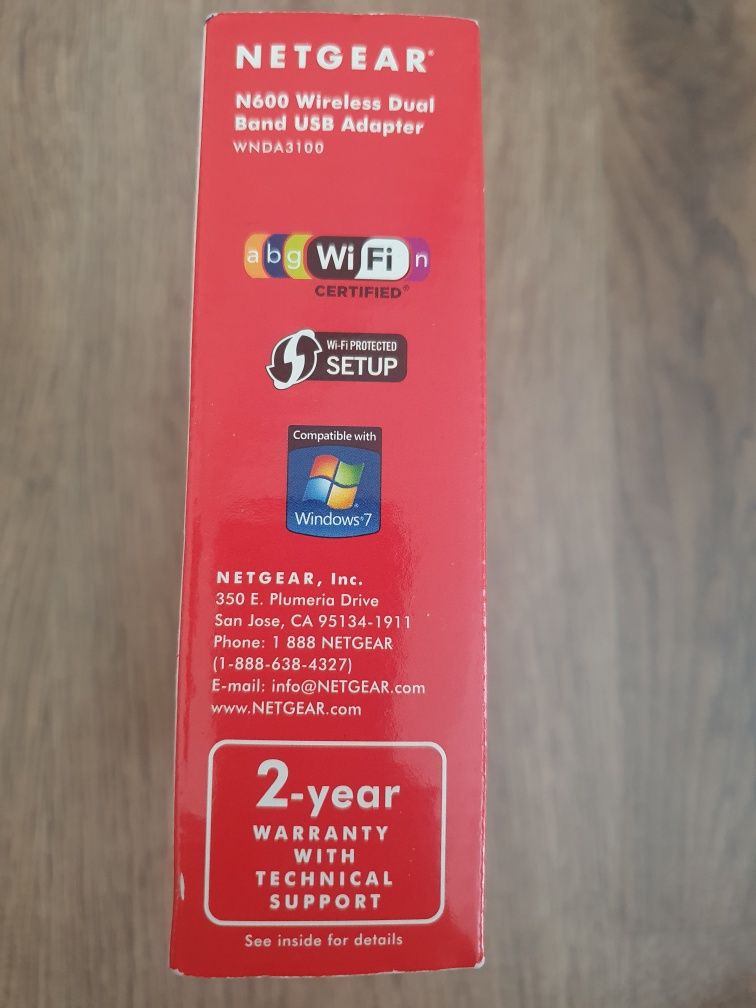 NETGEAR®
N600 Wireless Dual
Band USB Adapter
WNDA3100
a b g Wi Fi n
CERTIFIED®
Wi-Fi PROTECTED
SETUP
Compatible with
Windows®7
NETGEAR, Inc.
350 E. Plumeria Drive
San Jose, CA 95134-1911
Phone: 1 888 NETGEAR
(1-888-638-4327)
E-mail: info@NETGEAR.com
www.NETGEAR.com
2-year
WARRANTY
WITH
TECHNICAL
SUPPORT
See inside for details